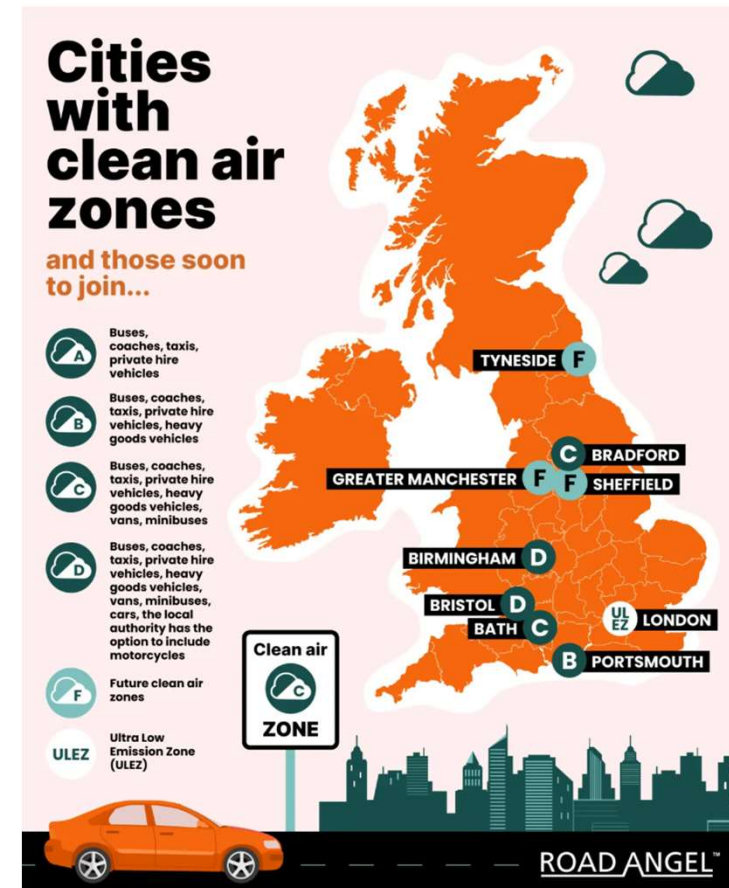 Cities
with
clean air
zones
and those soon
to join...
A
Buses,
coaches, taxis,
private hire
vehicles
B
Buses, coaches,
taxis, private hire
vehicles, heavy
goods vehicles
C
Buses, coaches,
taxis, private hire
vehicles, heavy
goods vehicles,
vans, minibuses
D
Buses, coaches,
taxis, private hire
vehicles, heavy
goods vehicles,
vans, minibuses,
cars, the local
authority has the
option to include
motorcycles
F
Future clean air
zones
ULEZ
Ultra Low
Emission Zone
(ULEZ)
TYNESIDE F
C BRADFORD
GREATER MANCHESTER F
F SHEFFIELD
BIRMINGHAM D
BRISTOL D
BATH C
UL
EZ
LONDON
B PORTSMOUTH
Clean air
C
ZONE
ROAD ANGEL™